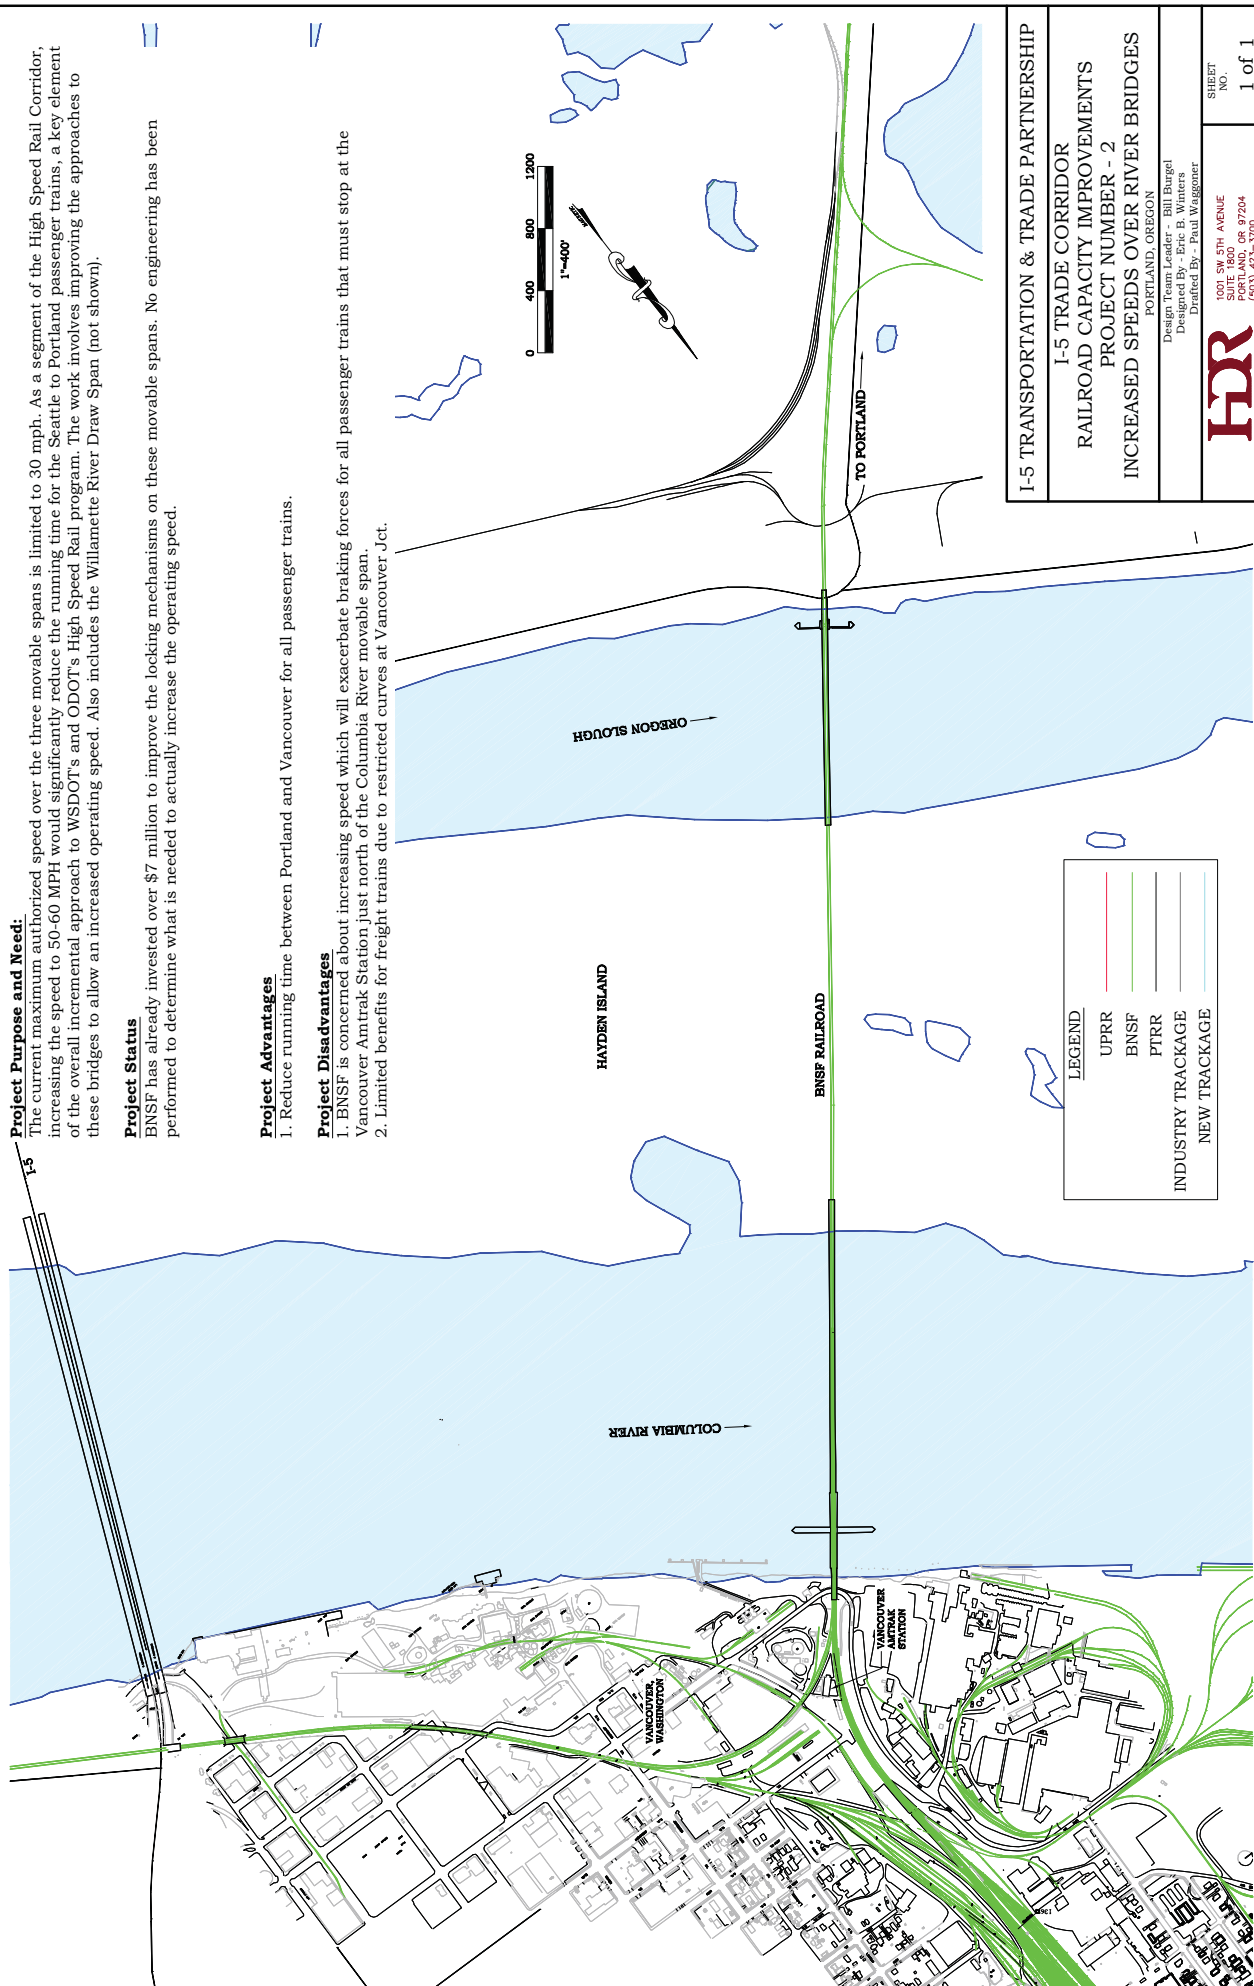 Project Purpose and Need:
The current maximum authorized speed over the three movable spans is limited to 30 mph. As a segment of the High Speed Rail Corridor,
increasing the speed to 50-60 MPH would significantly reduce the running time for the Seattle to Portland passenger trains, a key element
of the overall incremental approach to WSDOT's and ODOT's High Speed Rail program. The work involves improving the approaches to
these bridges to allow an increased operating speed. Also includes the Willamette River Draw Span (not shown).
Project Status
BNSF has already invested over $7 million to improve the locking mechanisms on these movable spans. No engineering has been
performed to determine what is needed to actually increase the operating speed.
Project Advantages
1. Reduce running time between Portland and Vancouver for all passenger trains.
Project Disadvantages
1. BNSF is concerned about increasing speed which will exacerbate braking forces for all passenger trains that must stop at the
Vancouver Amtrak Station just north of the Columbia River movable span.
2. Limited benefits for freight trains due to restricted curves at Vancouver Jct.
I-5
0 400 800 1200
1"=400'
OREGON SLOUGH
HAYDEN ISLAND
COLUMBIA RIVER
VANCOUVER,
WASHINGTON
BNSF RAILROAD
TO PORTLAND
VANCOUVER
AMTRAK
STATION
LEGEND
UPRR
BNSF
PTRR
INDUSTRY TRACKAGE
NEW TRACKAGE
I-5 TRANSPORTATION & TRADE PARTNERSHIP
I-5 TRADE CORRIDOR
RAILROAD CAPACITY IMPROVEMENTS
PROJECT NUMBER - 2
INCREASED SPEEDS OVER RIVER BRIDGES
PORTLAND, OREGON
Design Team Leader - Bill Burgel
Designed By - Eric B. Winters
Drafted By - Paul Waggoner
HDR
1001 SW 5TH AVENUE
SUITE 1800
PORTLAND, OR 97204
(503) 423-3700
SHEET
NO.
1 of 1